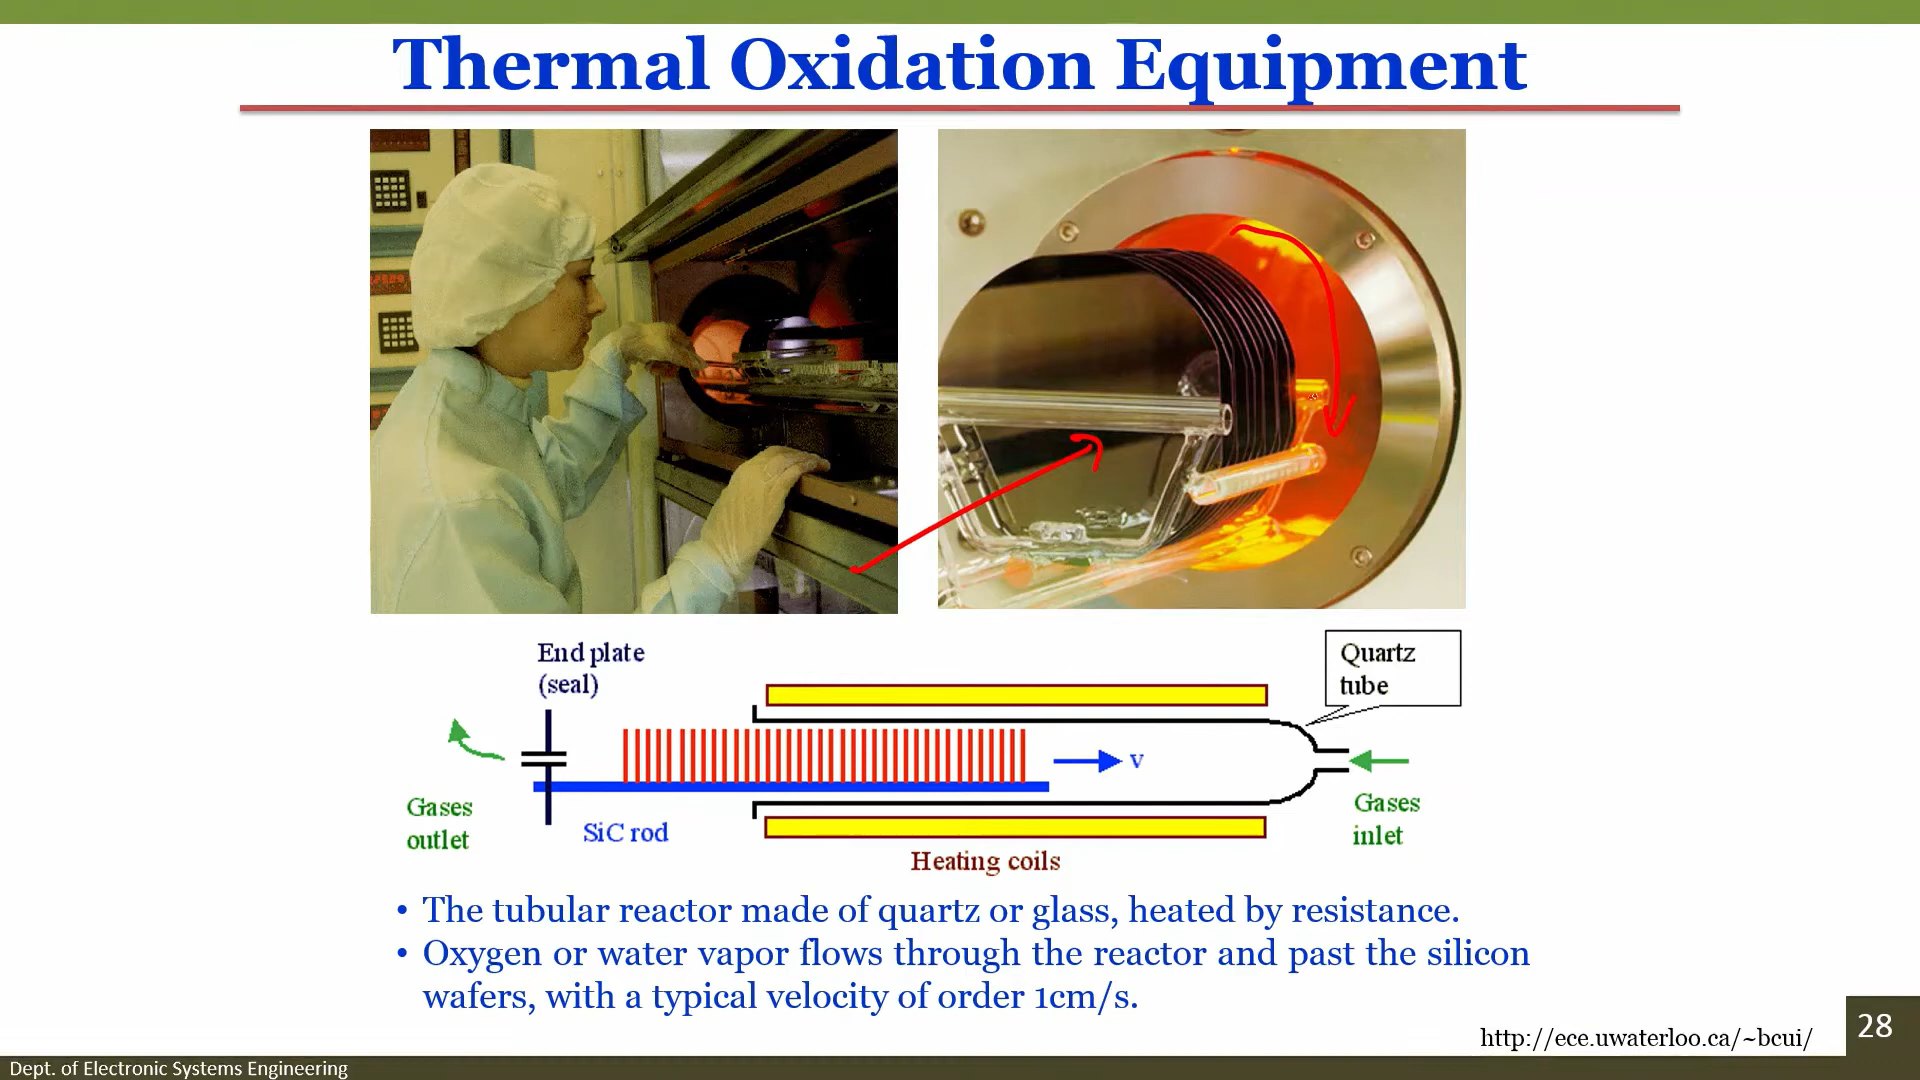 Thermal Oxidation Equipment
End plate
(seal)
Quartz
tube
v
Gases
outlet
SiC rod
Gases
inlet
Heating coils
• The tubular reactor made of quartz or glass, heated by resistance.
• Oxygen or water vapor flows through the reactor and past the silicon
wafers, with a typical velocity of order 1cm/s.
http://ece.uwaterloo.ca/~bcui/
28
Dept. of Electronic Systems Engineering